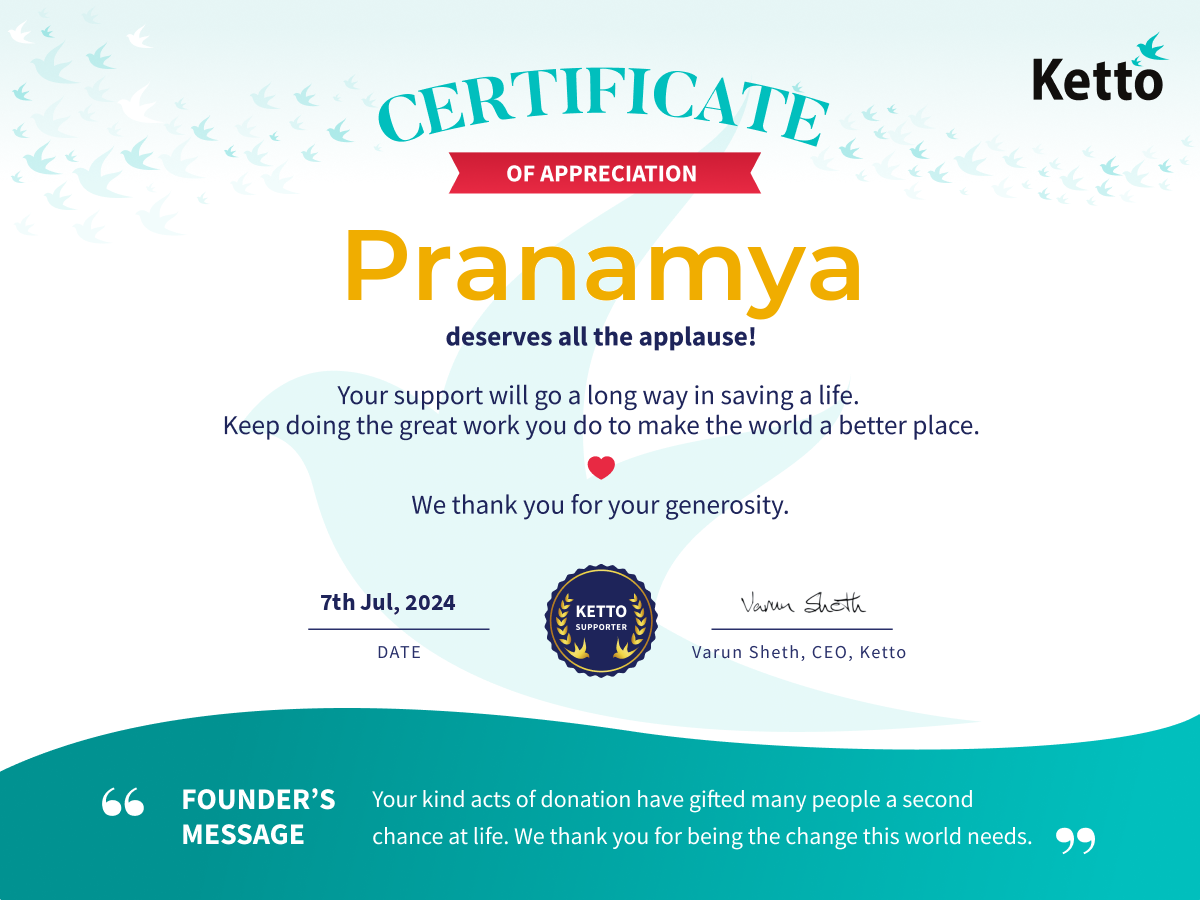 Ketto
CERTIFICATE
OF APPRECIATION
Pranamya
deserves all the applause!
Your support will go a long way in saving a life.
Keep doing the great work you do to make the world a better place.
We thank you for your generosity.
7th Jul, 2024
DATE
KETTO
SUPPORTER
Varun Sheth
Varun Sheth, CEO, Ketto
“
FOUNDER’S
MESSAGE
Your kind acts of donation have gifted many people a second
chance at life. We thank you for being the change this world needs.
”